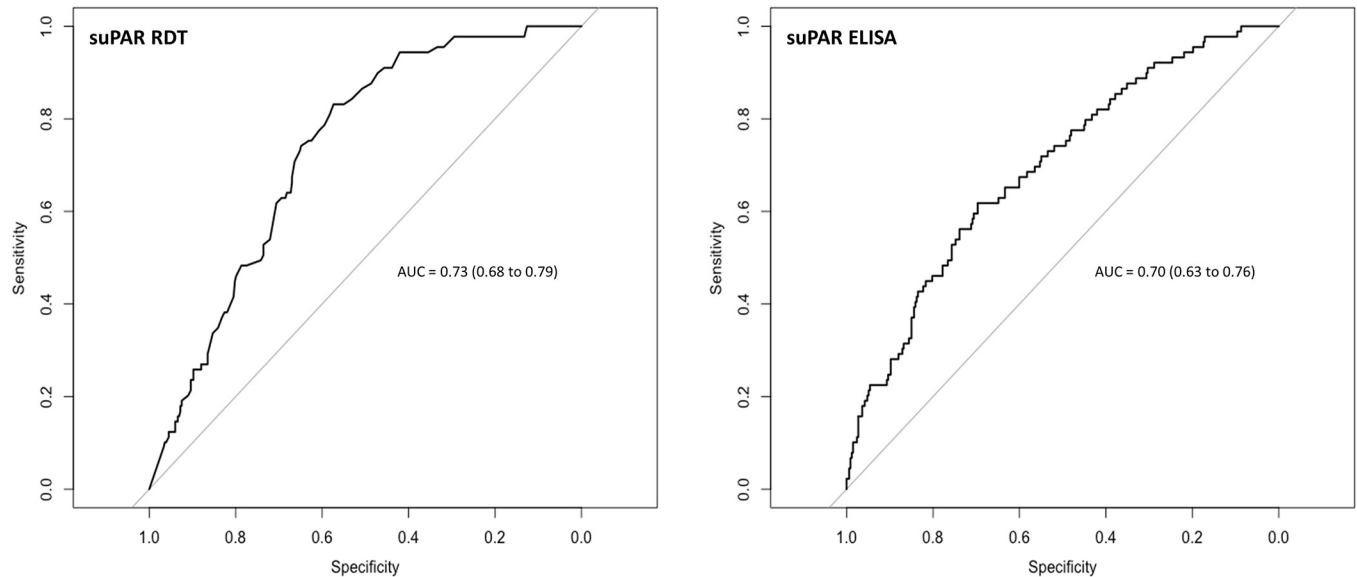 suPAR RDT
1.0
0.8
0.6
0.4
0.2
0.0
Sensitivity
AUC = 0.73 (0.68 to 0.79)
1.0 0.8 0.6 0.4 0.2 0.0
Specificity
suPAR ELISA
1.0
0.8
0.6
0.4
0.2
0.0
Sensitivity
AUC = 0.70 (0.63 to 0.76)
1.0 0.8 0.6 0.4 0.2 0.0
Specificity